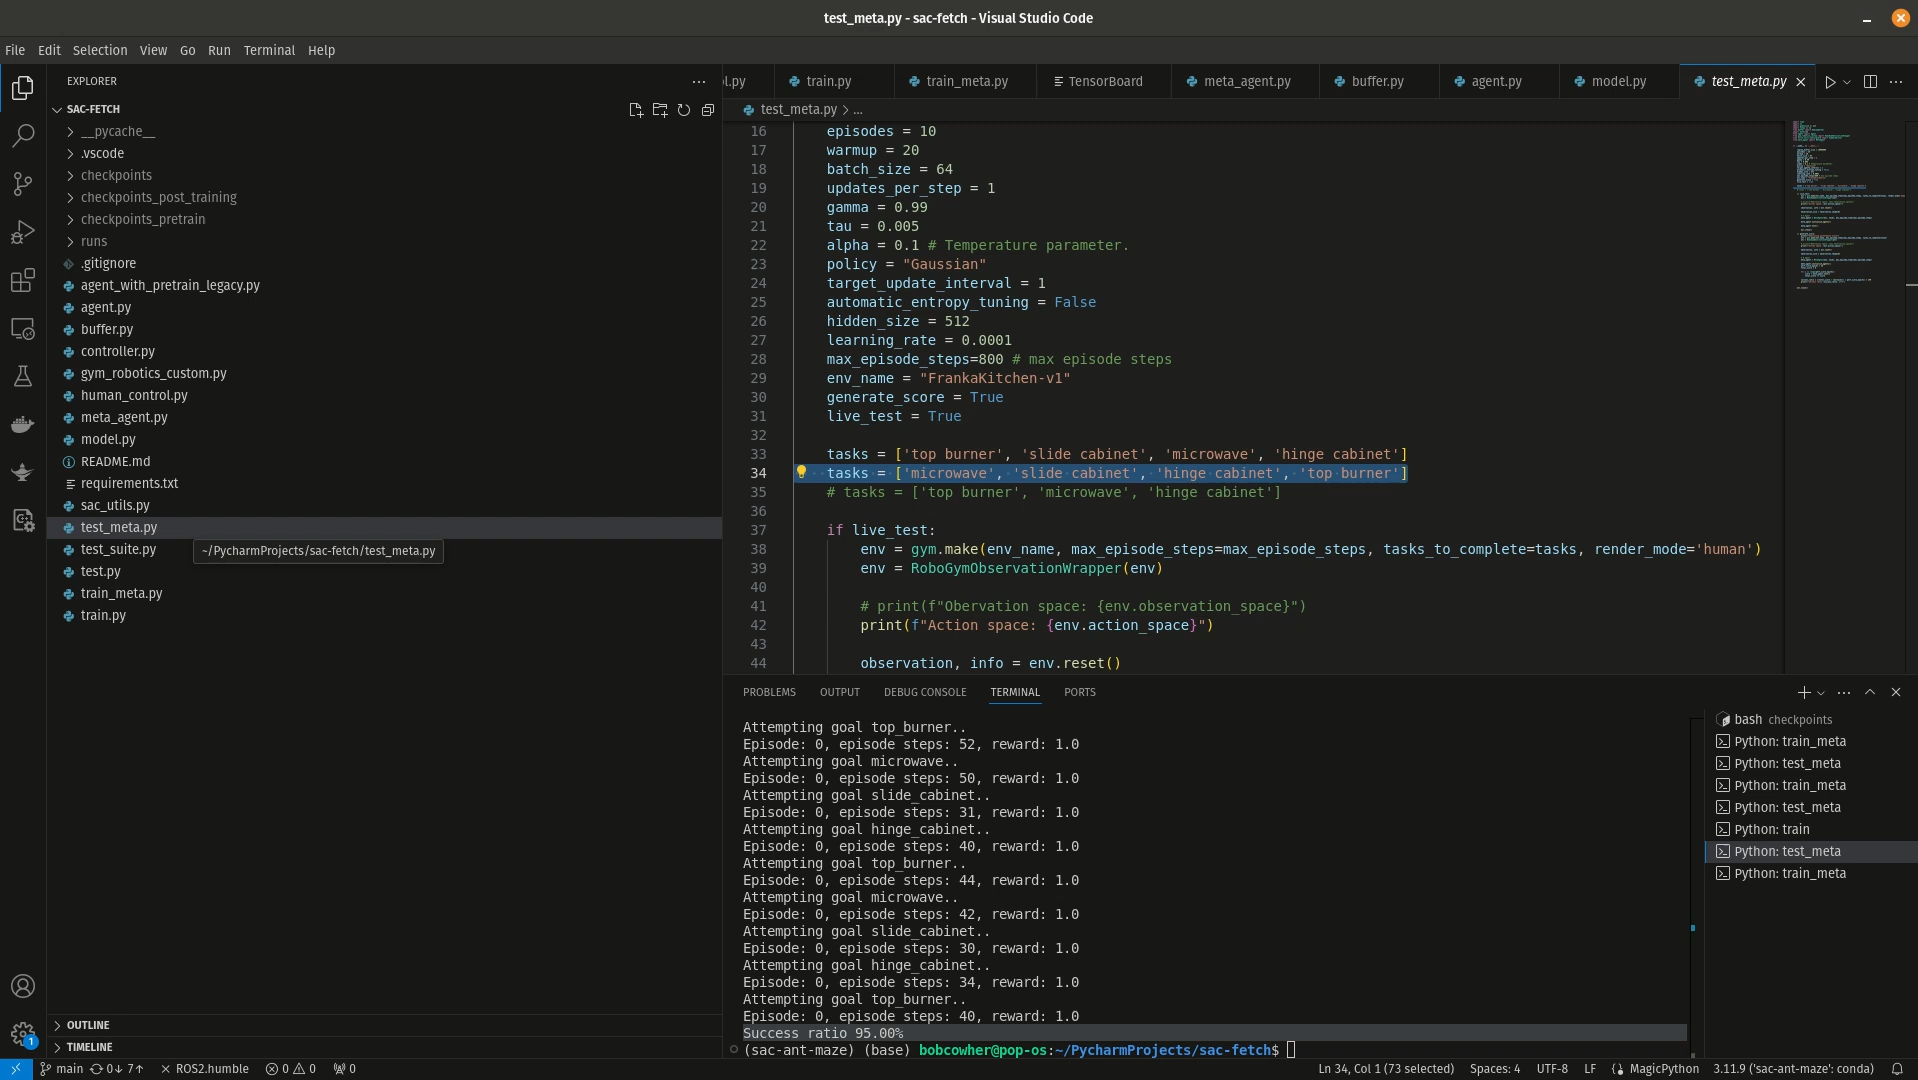 test_meta.py - sac-fetch - Visual Studio Code
File Edit Selection View Go Run Terminal Help
EXPLORER
SAC-FETCH
__pycache__
.vscode
checkpoints
checkpoints_post_training
checkpoints_pretrain
runs
.gitignore
agent_with_pretrain_legacy.py
agent.py
buffer.py
controller.py
gym_robotics_custom.py
human_control.py
meta_agent.py
model.py
README.md
requirements.txt
sac_utils.py
test_meta.py
test_suite.py
~/PycharmProjects/sac-fetch/test_meta.py
test.py
train_meta.py
train.py
OUTLINE
TIMELINE
l.py train.py train_meta.py TensorBoard meta_agent.py buffer.py agent.py model.py test_meta.py
test_meta.py > ...
16 episodes = 10
17 warmup = 20
18 batch_size = 64
19 updates_per_step = 1
20 gamma = 0.99
21 tau = 0.005
22 alpha = 0.1 # Temperature parameter.
23 policy = "Gaussian"
24 target_update_interval = 1
25 automatic_entropy_tuning = False
26 hidden_size = 512
27 learning_rate = 0.0001
28 max_episode_steps=800 # max episode steps
29 env_name = "FrankaKitchen-v1"
30 generate_score = True
31 live_test = True
32
33 tasks = ['top burner', 'slide cabinet', 'microwave', 'hinge cabinet']
34 tasks = ['microwave', 'slide cabinet', 'hinge cabinet', 'top burner']
35 # tasks = ['top burner', 'microwave', 'hinge cabinet']
36
37 if live_test:
38 env = gym.make(env_name, max_episode_steps=max_episode_steps, tasks_to_complete=tasks, render_mode='human')
39 env = RoboGymObservationWrapper(env)
40
41 # print(f"Obervation space: {env.observation_space}")
42 print(f"Action space: {env.action_space}")
43
44 observation, info = env.reset()
PROBLEMS OUTPUT DEBUG CONSOLE TERMINAL PORTS
Attempting goal top_burner..
Episode: 0, episode steps: 52, reward: 1.0
Attempting goal microwave..
Episode: 0, episode steps: 50, reward: 1.0
Attempting goal slide_cabinet..
Episode: 0, episode steps: 31, reward: 1.0
Attempting goal hinge_cabinet..
Episode: 0, episode steps: 40, reward: 1.0
Attempting goal top_burner..
Episode: 0, episode steps: 44, reward: 1.0
Attempting goal microwave..
Episode: 0, episode steps: 42, reward: 1.0
Attempting goal slide_cabinet..
Episode: 0, episode steps: 30, reward: 1.0
Attempting goal hinge_cabinet..
Episode: 0, episode steps: 34, reward: 1.0
Attempting goal top_burner..
Episode: 0, episode steps: 40, reward: 1.0
Success ratio 95.00%
(sac-ant-maze) (base) bobcowher@pop-os:~/PycharmProjects/sac-fetch$
bash checkpoints
Python: train_meta
Python: test_meta
Python: train_meta
Python: test_meta
Python: train
Python: test_meta
Python: train_meta
1
main 0↓ 7↑ ROS2.humble 0 0 0 Ln 34, Col 1 (73 selected) Spaces: 4 UTF-8 LF MagicPython 3.11.9 ('sac-ant-maze': conda)